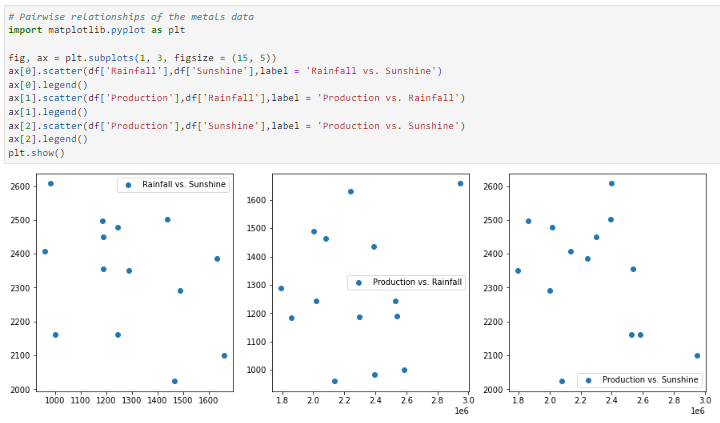 # Pairwise relationships of the metals data
import matplotlib.pyplot as plt
fig, ax = plt.subplots(1, 3, figsize = (15, 5))
ax[0].scatter(df['Rainfall'],df['Sunshine'],label = 'Rainfall vs. Sunshine')
ax[0].legend()
ax[1].scatter(df['Production'],df['Rainfall'],label = 'Production vs. Rainfall')
ax[1].legend()
ax[2].scatter(df['Production'],df['Sunshine'],label = 'Production vs. Sunshine')
ax[2].legend()
plt.show()
Rainfall vs. Sunshine
2600
2500
2400
2300
2200
2100
2000
1000 1100 1200 1300 1400 1500 1600
1600
1500
1400
1300
Production vs. Rainfall
1200
1100
1000
1.8 2.0 2.2 2.4 2.6 2.8 3.0
1e6
2600
2500
2400
2300
2200
2100
2000
Production vs. Sunshine
1.8 2.0 2.2 2.4 2.6 2.8 3.0
1e6